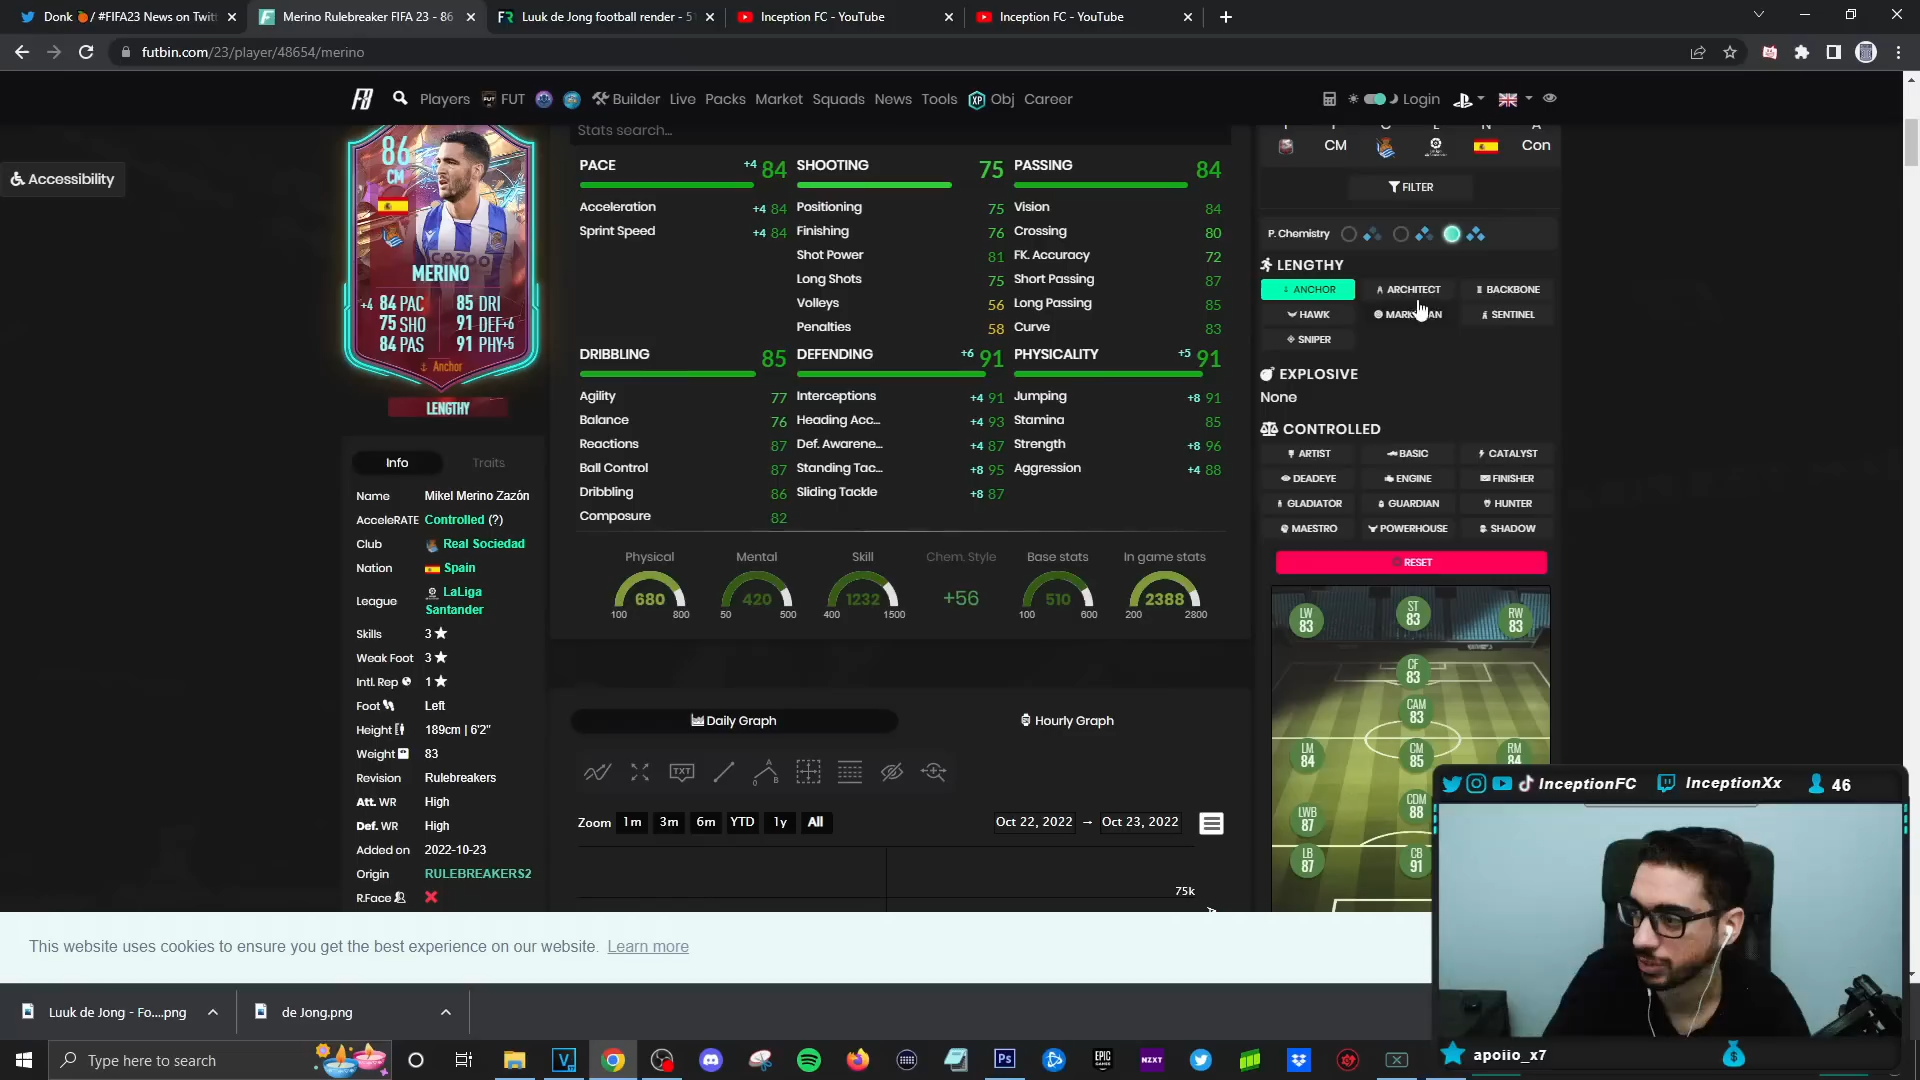 Donk 🍊 / #FIFA23 News on Twitt
Merino Rulebreaker FIFA 23 - 86
Luuk de Jong football render - 5
Inception FC - YouTube
Inception FC - YouTube
futbin.com/23/player/48654/merino
Players FUT Builder Live Packs Market Squads News Tools XP Obj Career
Login
Accessibility
86
CM
MERINO
+4 84 PAC 85 DRI
75 SHO 91 DEF+6
84 PAS 91 PHY+5
Anchor
LENGTHY
Info Traits
Name Mikel Merino Zazón
AcceleRATE Controlled (?)
Club Real Sociedad
Nation Spain
League LaLiga
Santander
Skills 3 ★
Weak Foot 3 ★
Intl. Rep 1 ★
Foot Left
Height 189cm | 6'2"
Weight 83
Revision Rulebreakers
Att. WR High
Def. WR High
Added on 2022-10-23
Origin RULEBREAKERS2
R.Face
Stats search...
PACE +4 84
Acceleration +4 84
Sprint Speed +4 84
SHOOTING 75
Positioning 75
Finishing 76
Shot Power 81
Long Shots 75
Volleys 56
Penalties 58
PASSING 84
Vision 84
Crossing 80
FK. Accuracy 72
Short Passing 87
Long Passing 85
Curve 83
DRIBBLING 85
Agility 77
Balance 76
Reactions 87
Ball Control 87
Dribbling 86
Composure 82
DEFENDING +6 91
Interceptions +4 91
Heading Acc... +4 93
Def. Awarene... +4 87
Standing Tac... +8 95
Sliding Tackle +8 87
PHYSICALITY +5 91
Jumping +8 91
Stamina 85
Strength +8 96
Aggression +4 88
Physical Mental Skill Chem. Style Base stats In game stats
680 420 1232 +56 510 2388
100 800 50 500 400 1500 100 600 200 2800
Daily Graph Hourly Graph
TXT
Zoom 1m 3m 6m YTD 1y All
Oct 22, 2022 → Oct 23, 2022
75k
CM Con
FILTER
P. Chemistry
LENGTHY
ANCHOR ARCHITECT BACKBONE
HAWK SENTINEL
SNIPER
EXPLOSIVE
None
CONTROLLED
ARTIST BASIC CATALYST
DEADEYE ENGINE FINISHER
GLADIATOR GUARDIAN HUNTER
MAESTRO POWERHOUSE SHADOW
RESET
LW 83 ST 83 RW 83
CF 83
CAM 83
LM 84 CM 85 RM 84
LWB 87 CDM 88
LB 87 CB 91
InceptionFC InceptionXx 46
This website uses cookies to ensure you get the best experience on our website. Learn more
Luuk de Jong - Fo....png
de Jong.png
apoiio_x7
Type here to search
V Ps EPIC GAMES NZXT